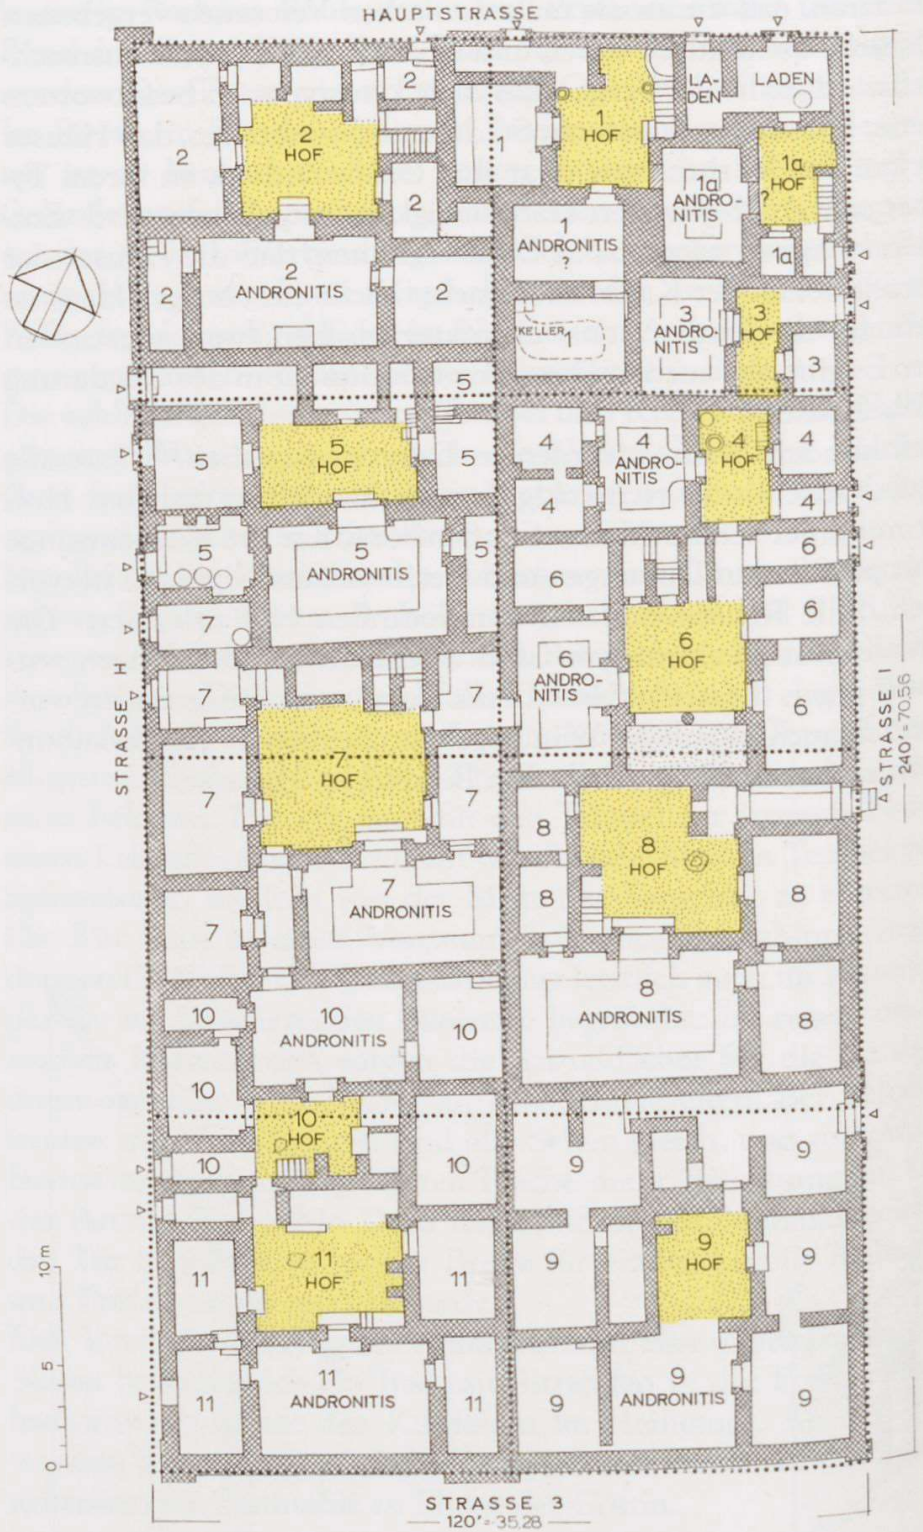 HAUPTSTRASSE
2
2
HOF
2
1
1
HOF
LA-
DEN
LADEN
2
1a
ANDRO-
NITIS
1a
HOF
?
2
ANDRONITIS
2
2
1
ANDRONITIS
?
1a
KELLER
1
3
ANDRO-
NITIS
3
HOF
3
5
5
5
HOF
5
4
4
ANDRO-
NITIS
4
HOF
4
4
4
5
5
ANDRONITIS
5
6
6
6
6
ANDRO-
NITIS
6
HOF
6
STRASSE H
7
7
7
7
HOF
7
STRASSE I
240'=70,56
8
8
HOF
8
8
7
7
ANDRONITIS
8
ANDRONITIS
8
10
10
ANDRONITIS
10
10
10
HOF
10
10
9
9
11
11
HOF
11
9
9
HOF
9
10m
5
0
11
11
ANDRONITIS
11
9
9
ANDRONITIS
9
STRASSE 3
120'=35,28